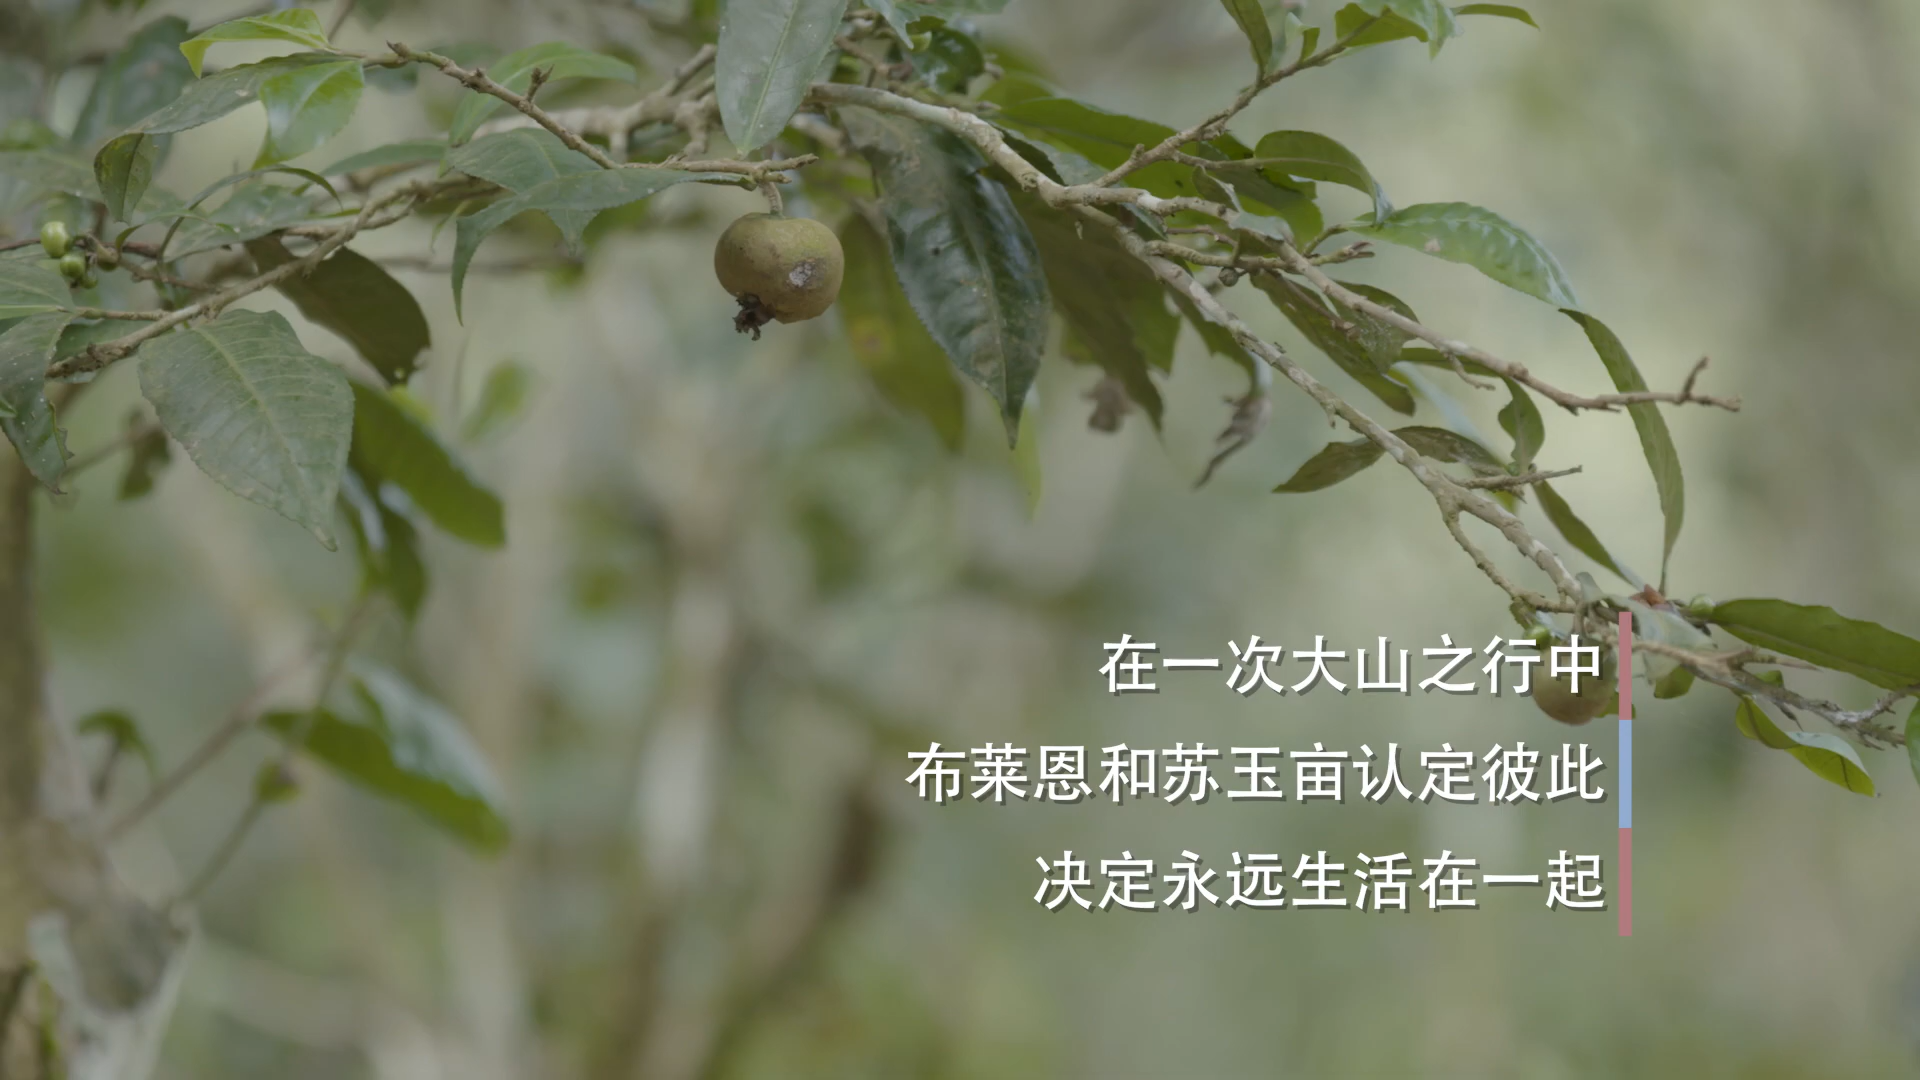 在一次大山之行中
布莱恩和苏玉亩认定彼此
决定永远生活在一起